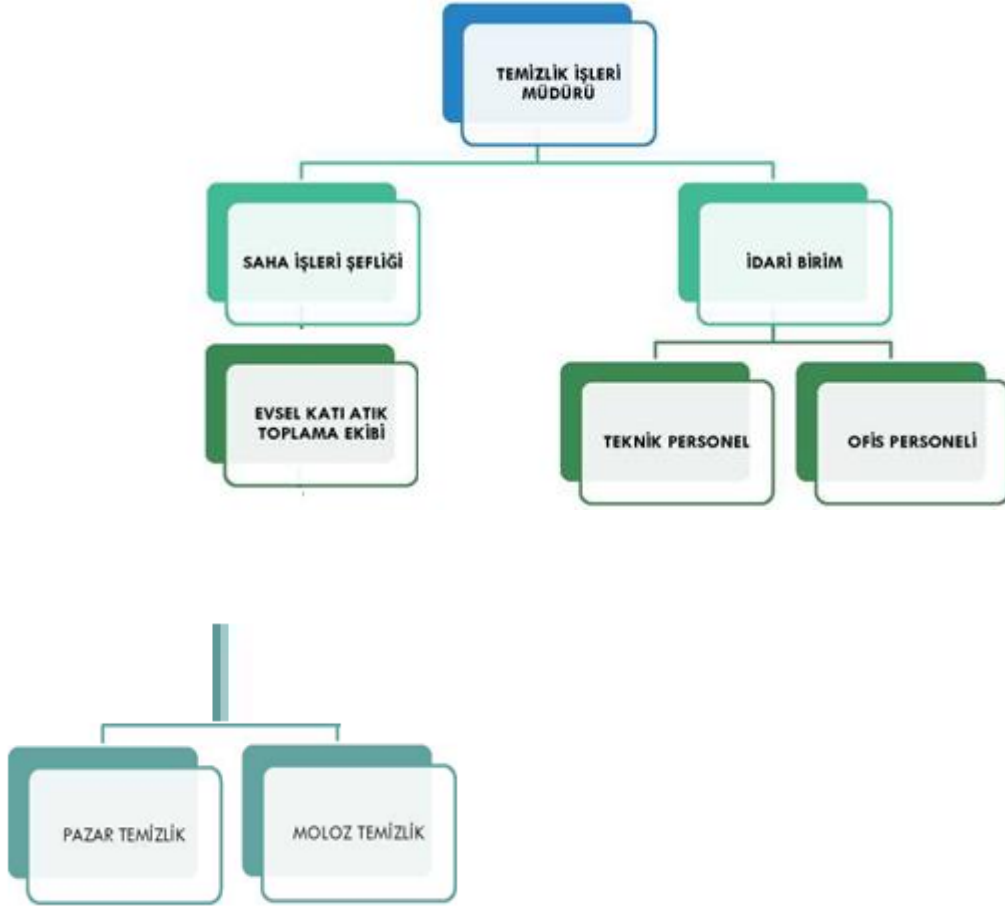 TEMİZLİK İŞLERİ
MÜDÜRÜ
SAHA İŞLERİ ŞEFLİĞİ
İDARİ BİRİM
EVSEL KATI ATIK
TOPLAMA EKİBİ
TEKNİK PERSONEL
OFİS PERSONELİ
PAZAR TEMİZLİK
MOLOZ TEMİZLİK